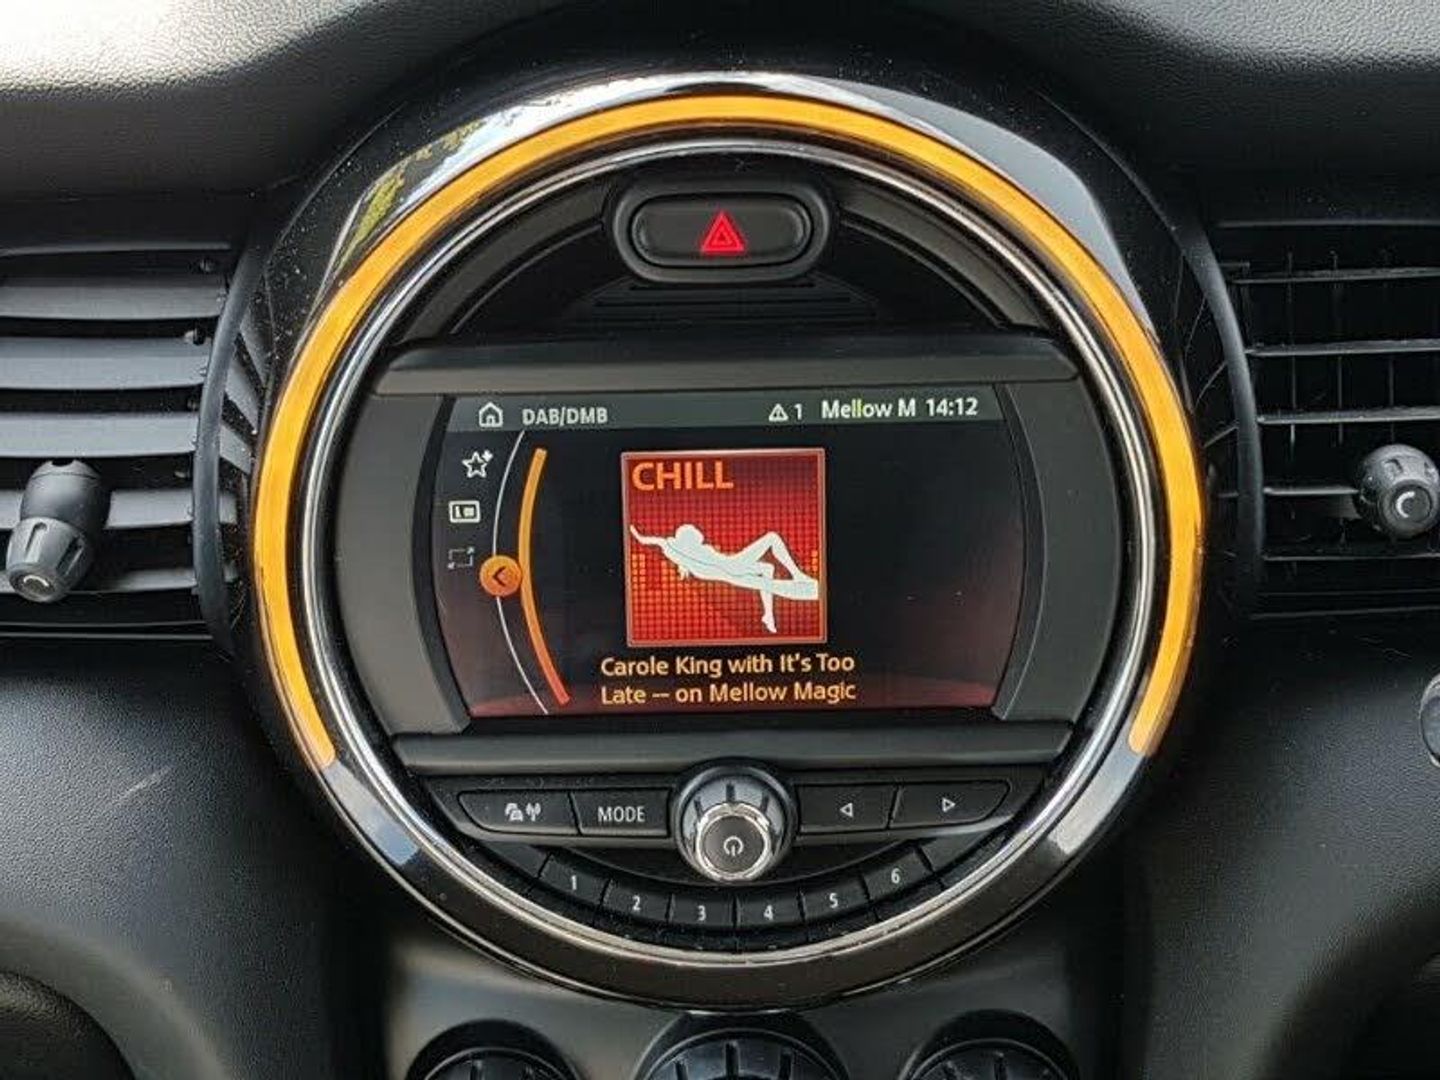 DAB/DMB 1 Mellow M 14:12
CHILL
Carole King with It's Too
Late -- on Mellow Magic
MODE
1 2 3 4 5 6